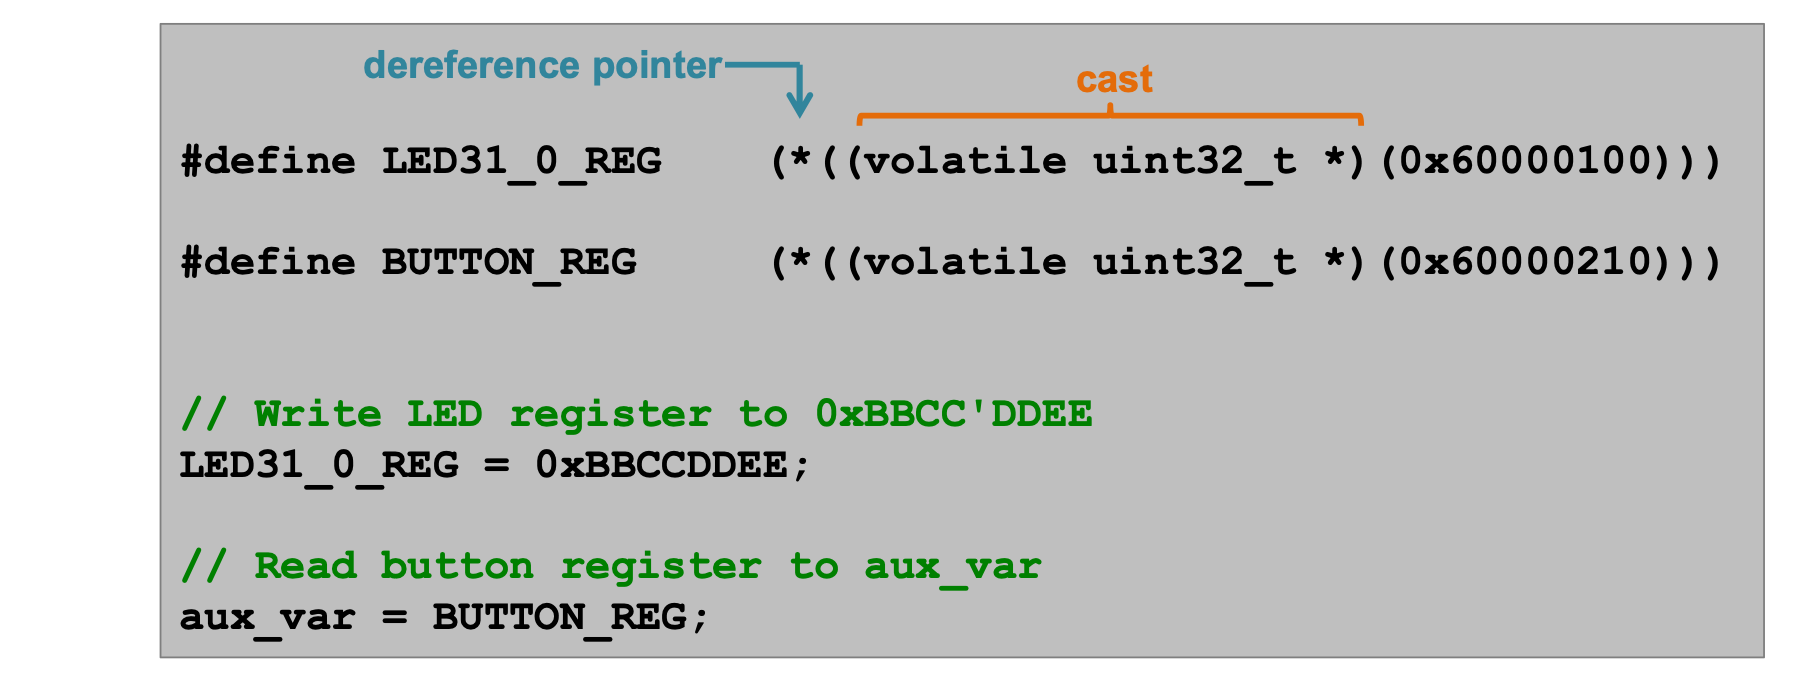 dereference pointer
cast
#define LED31_0_REG (*((volatile uint32_t *)(0x60000100)))
#define BUTTON_REG (*((volatile uint32_t *)(0x60000210)))
// Write LED register to 0xBBCC'DDEE
LED31_0_REG = 0xBBCCDDEE;
// Read button register to aux_var
aux_var = BUTTON_REG;